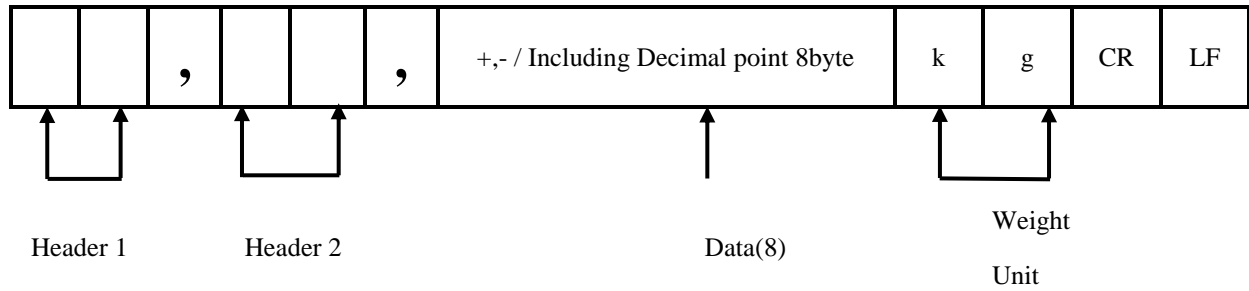 , , +,- / Including Decimal point 8byte k g CR LF
Header 1 Header 2 Data(8) Weight
Unit